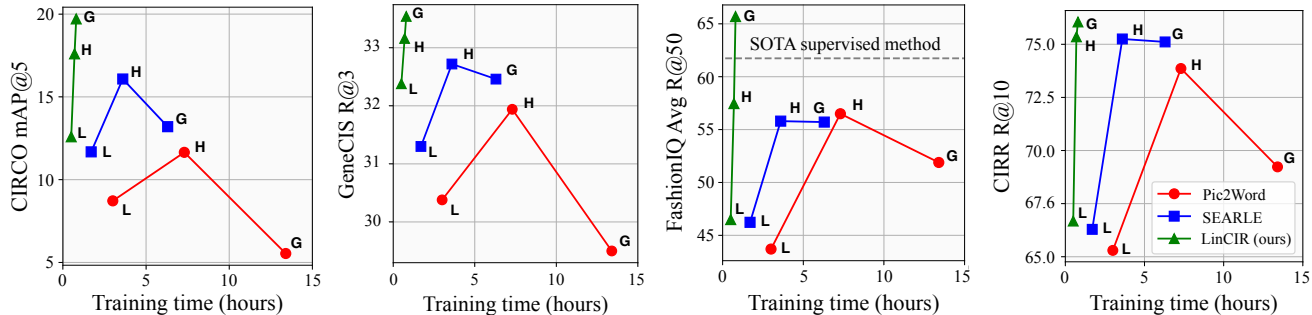 CIRCO mAP@5
20
15
10
5
G
H
L
H
G
L
H
L
G
0
5
10
15
Training time (hours)
GeneCIS R@3
33
32
31
30
G
H
L
H
G
L
H
L
G
0
5
10
15
Training time (hours)
FashionIQ Avg R@50
65
60
55
50
45
G
SOTA supervised method
H
H
G
H
G
L
L
L
0
5
10
15
Training time (hours)
CIRR R@10
75.0
72.5
70.0
67.5
65.0
G
H
H
G
H
G
L
L
L
Pic2Word
SEARLE
LinCIR (ours)
0
5
10
15
Training time (hours)